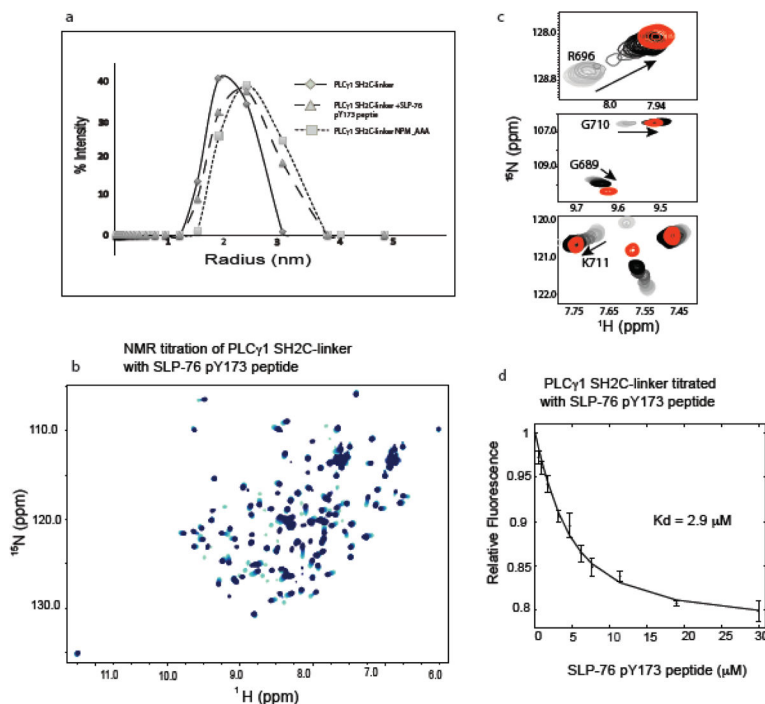 a
% Intensity
40
30
20
10
0
1
2
3
4
5
Radius (nm)
PLCγ1 SH2C-linker
PLCγ1 SH2C-linker +SLP-76
pY173 peptie
PLCγ1 SH2C-linker NPM_AAA
c
128.0
128.8
R696
8.0
7.94
107.0
109.0
G710
G689
9.7
9.6
9.5
120.0
121.0
122.0
K711
7.75
7.65
7.55
7.45
¹⁵N (ppm)
¹H (ppm)
NMR titration of PLCγ1 SH2C-linker
b with SLP-76 pY173 peptide
110.0
120.0
130.0
¹⁵N (ppm)
11.0
10.0
9.0
8.0
7.0
6.0
¹H (ppm)
d
PLCγ1 SH2C-linker titrated
with SLP-76 pY173 peptide
Relative Fluorescence
1
0.95
0.9
0.85
0.8
Kd = 2.9 μM
0
5
10
15
20
25
30
SLP-76 pY173 peptide (μM)